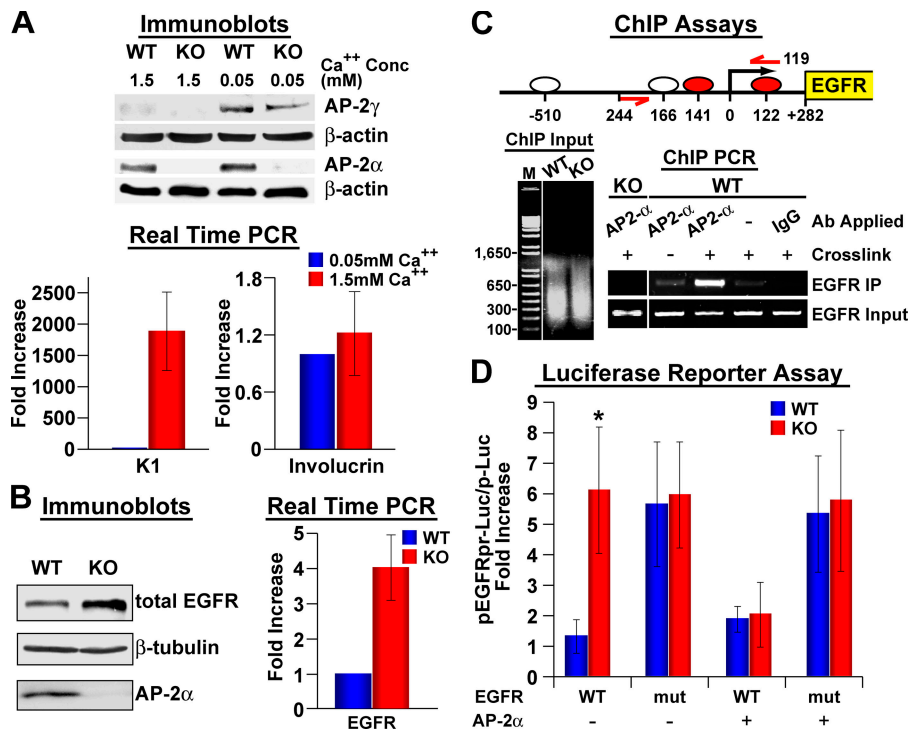 A
Immunoblots
WT KO WT KO
Ca++ Conc
1.5 1.5 0.05 0.05 (mM)
AP-2γ
β-actin
AP-2α
β-actin
Real Time PCR
0.05mM Ca++
1.5mM Ca++
Fold Increase
2500
2000
1500
1000
500
0
K1
Fold Increase
1.8
1.2
0.6
0
Involucrin
B
Immunoblots
WT KO
total EGFR
β-tubulin
AP-2α
Real Time PCR
WT
KO
Fold Increase
5
4
3
2
1
0
EGFR
C
ChIP Assays
119
EGFR
-510 244 166 141 0 122 +282
ChIP Input
M WT KO
1,650
650
300
100
ChIP PCR
KO WT
AP2-α AP2-α AP2-α - IgG Ab Applied
+ - + + + Crosslink
EGFR IP
EGFR Input
D
Luciferase Reporter Assay
WT
KO
pEGFRpr-Luc/p-Luc
Fold Increase
9
8
7
6
5
4
3
2
1
0
*
EGFR WT mut WT mut
AP-2α - - + +